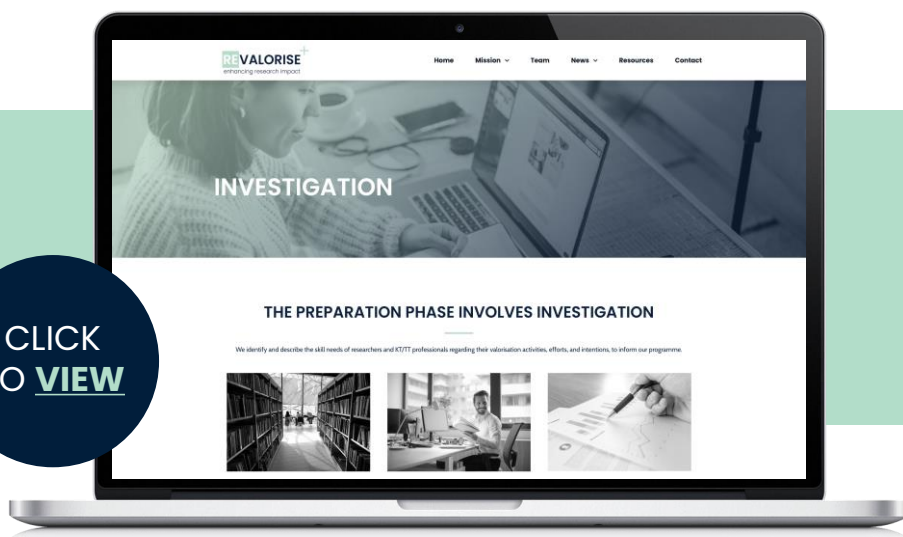 REVALORISE+
enhancing research impact
Home Mission Team News Resources Contact
INVESTIGATION
THE PREPARATION PHASE INVOLVES INVESTIGATION
We identify and describe the skill needs of researchers and KT/TT professionals regarding their valorisation activities, efforts, and intentions, to inform our programme.
CLICK
O VIEW